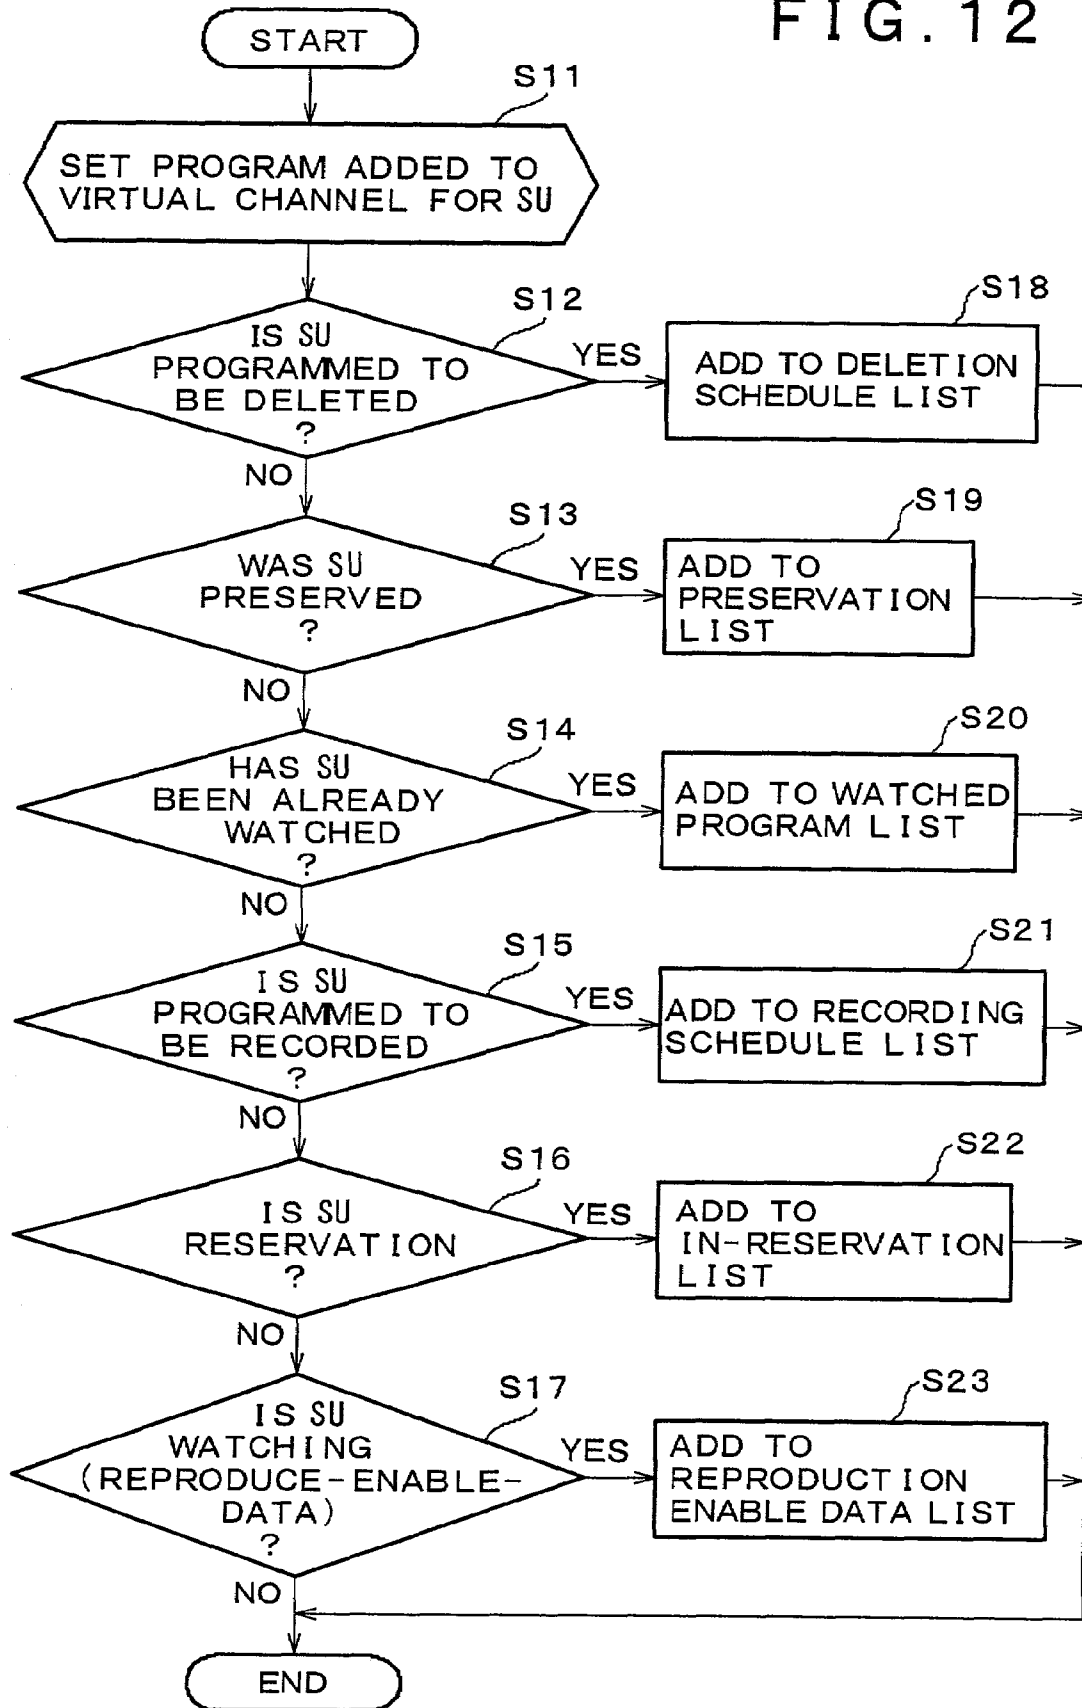 FIG.12
START
S11
SET PROGRAM ADDED TO
VIRTUAL CHANNEL FOR SU
S12
IS SU
PROGRAMMED TO
BE DELETED
?
YES
S18
ADD TO DELETION
SCHEDULE LIST
NO
S13
WAS SU
PRESERVED
?
YES
S19
ADD TO
PRESERVATION
LIST
NO
S14
HAS SU
BEEN ALREADY
WATCHED
?
YES
S20
ADD TO WATCHED
PROGRAM LIST
NO
S15
IS SU
PROGRAMMED TO
BE RECORDED
?
YES
S21
ADD TO RECORDING
SCHEDULE LIST
NO
S16
IS SU
RESERVATION
?
YES
S22
ADD TO
IN-RESERVATION
LIST
NO
S17
IS SU
WATCHING
(REPRODUCE-ENABLE-
DATA)
?
YES
S23
ADD TO
REPRODUCTION
ENABLE DATA LIST
NO
END